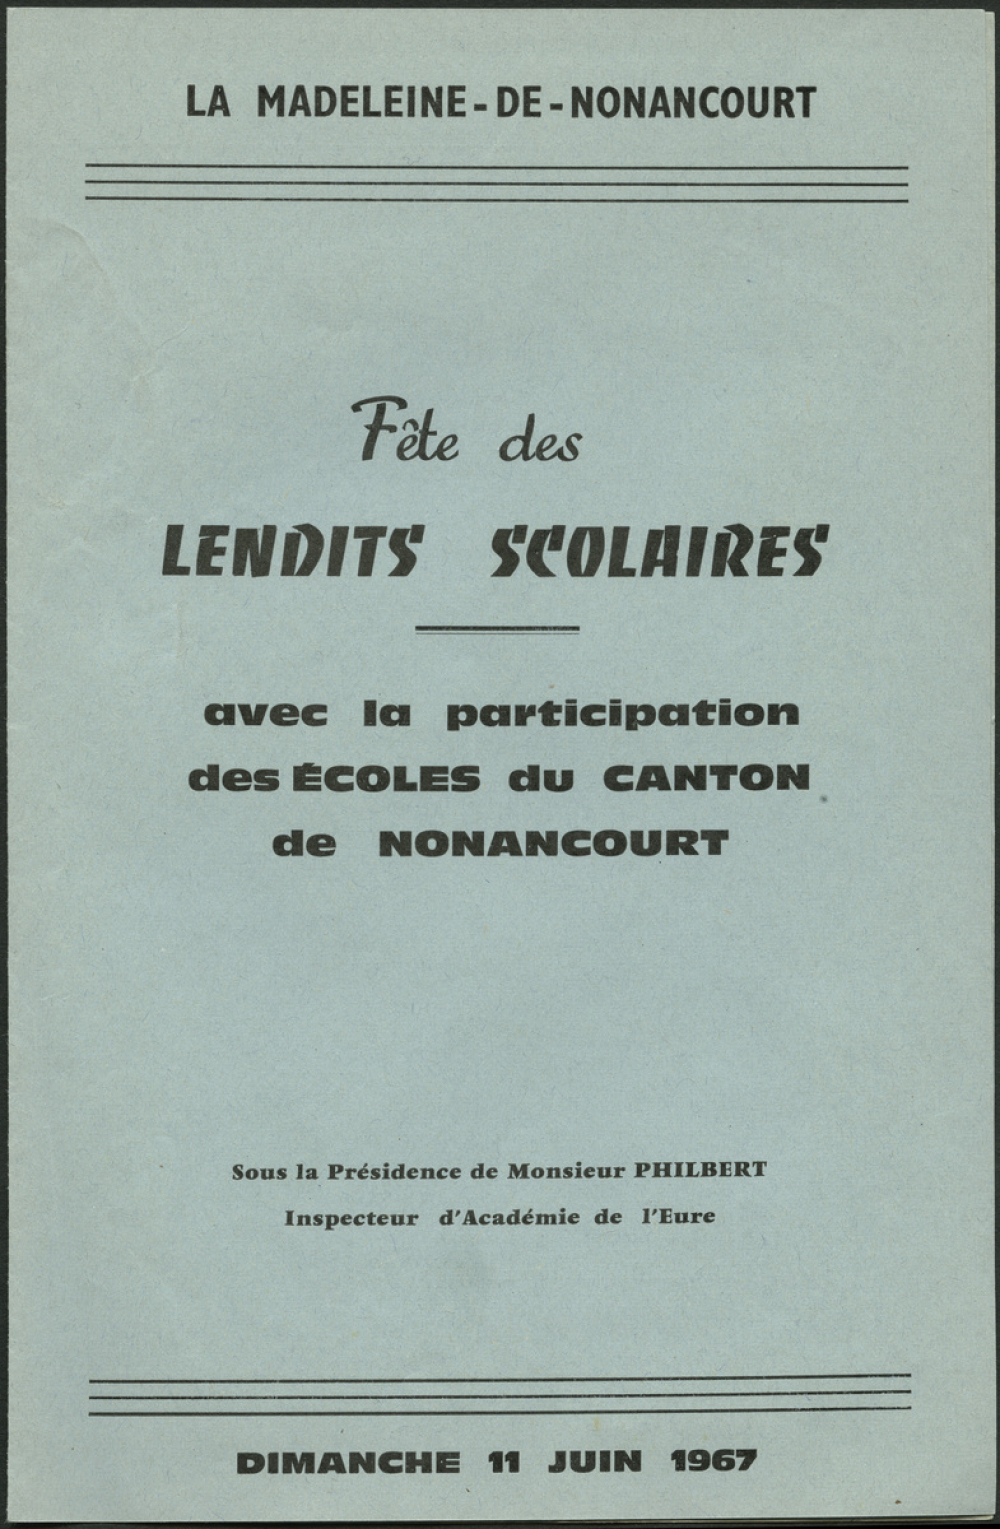 LA MADELEINE-DE-NONANCOURT
Fête des
LENDITS SCOLAIRES
avec la participation
des ÉCOLES du CANTON
de NONANCOURT
Sous la Présidence de Monsieur PHILBERT
Inspecteur d'Académie de l'Eure
DIMANCHE 11 JUIN 1967